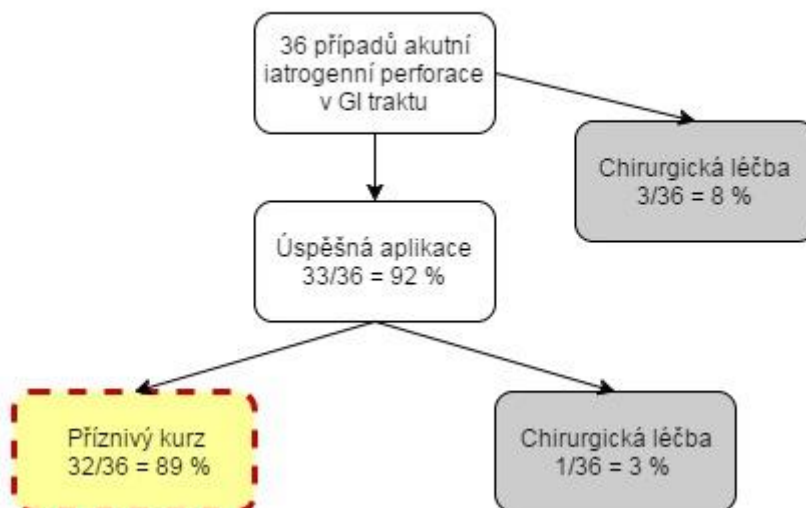 36 případů akutní
iatrogenní perforace
v GI traktu
Chirurgická léčba
3/36 = 8 %
Úspěšná aplikace
33/36 = 92 %
Příznivý kurz
32/36 = 89 %
Chirurgická léčba
1/36 = 3 %